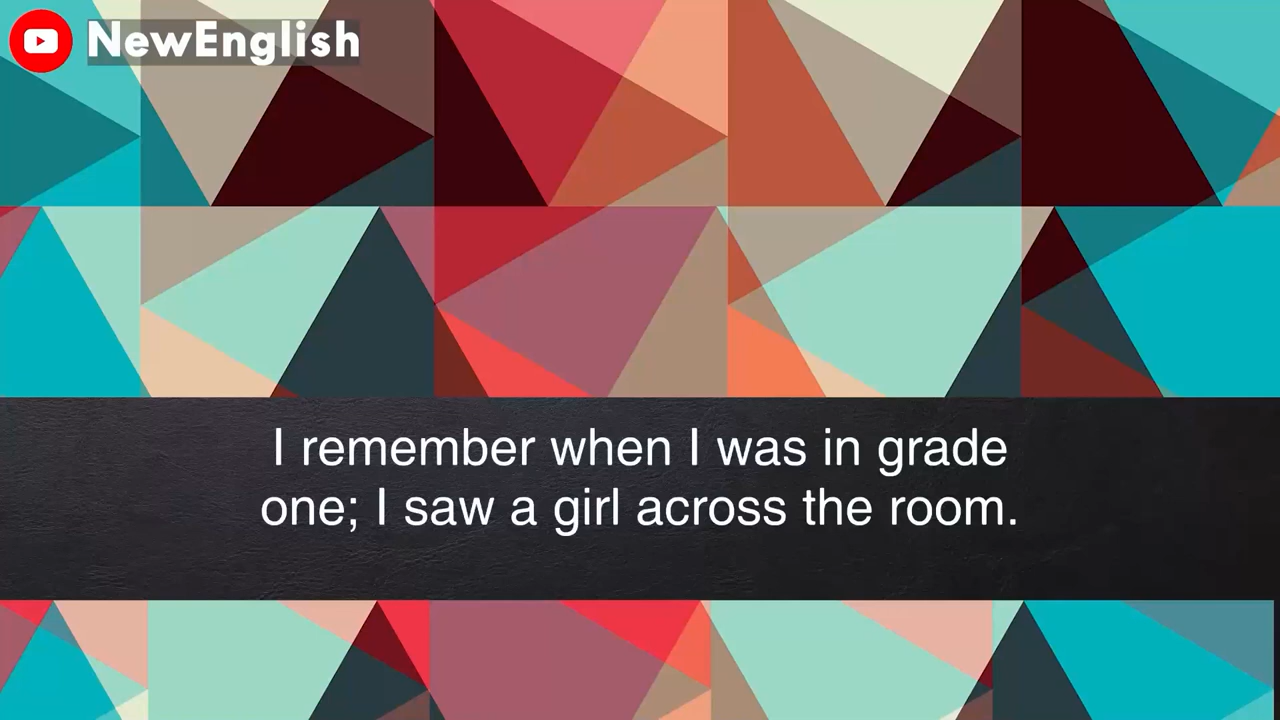 NewEnglish
I remember when I was in grade
one; I saw a girl across the room.